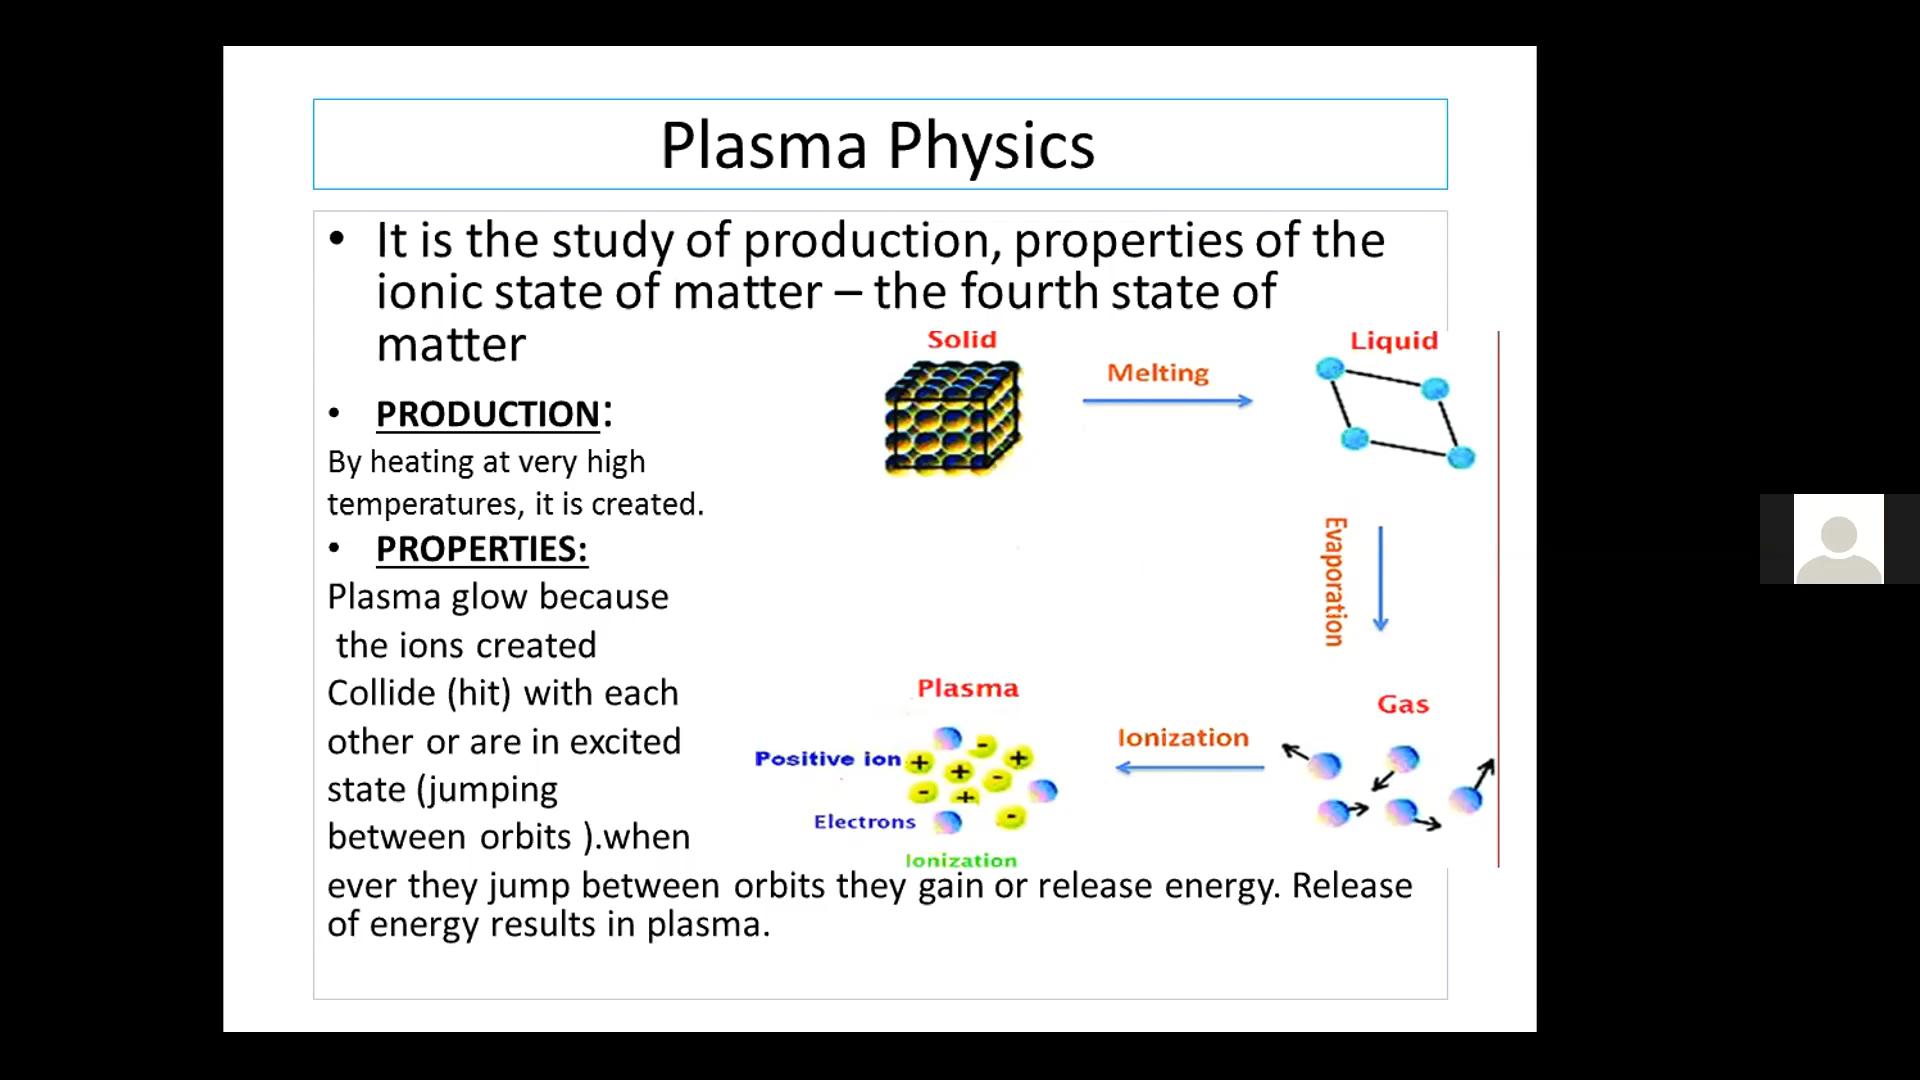 Plasma Physics
• It is the study of production, properties of the
ionic state of matter – the fourth state of
matter
• PRODUCTION:
By heating at very high
temperatures, it is created.
• PROPERTIES:
Plasma glow because
the ions created
Collide (hit) with each
other or are in excited
state (jumping
between orbits ).when
ever they jump between orbits they gain or release energy. Release
of energy results in plasma.
Solid
Melting
Liquid
Evaporation
Gas
Ionization
Plasma
Positive ion
+
-
+
+
-
-
+
-
Electrons
Ionization